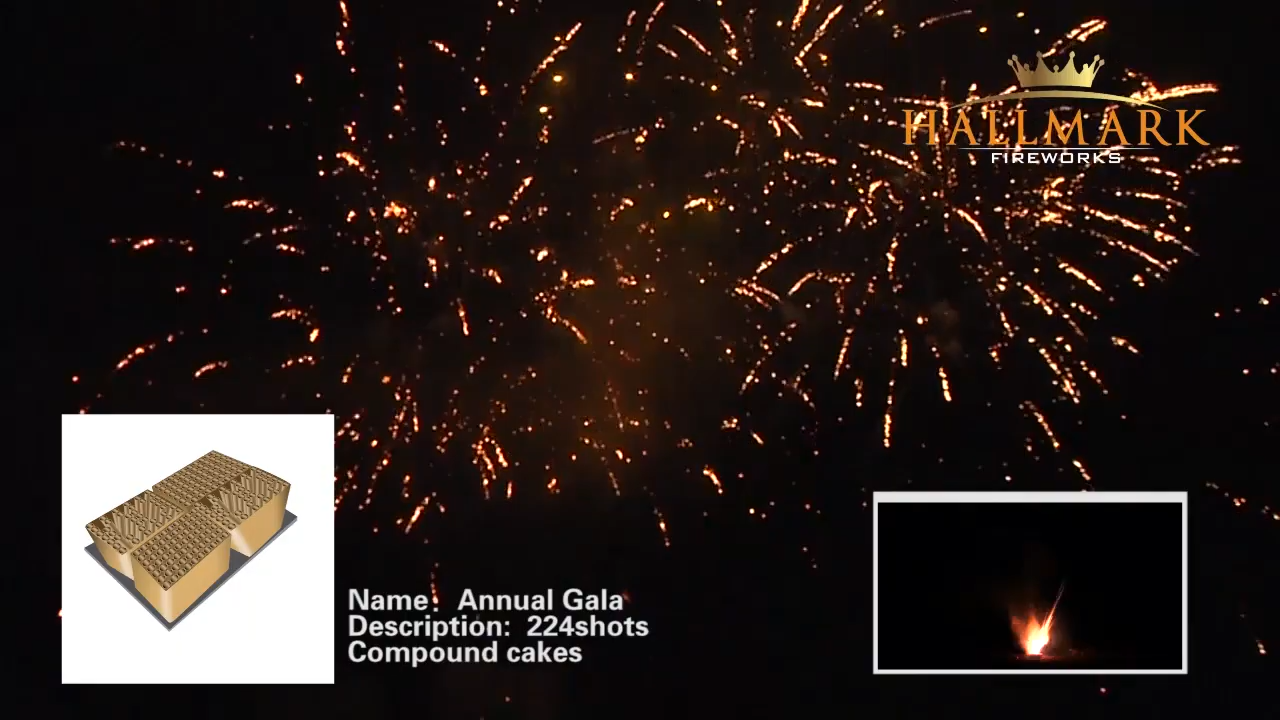 HALLMARK
FIREWORKS
Name： Annual Gala
Description: 224shots
Compound cakes